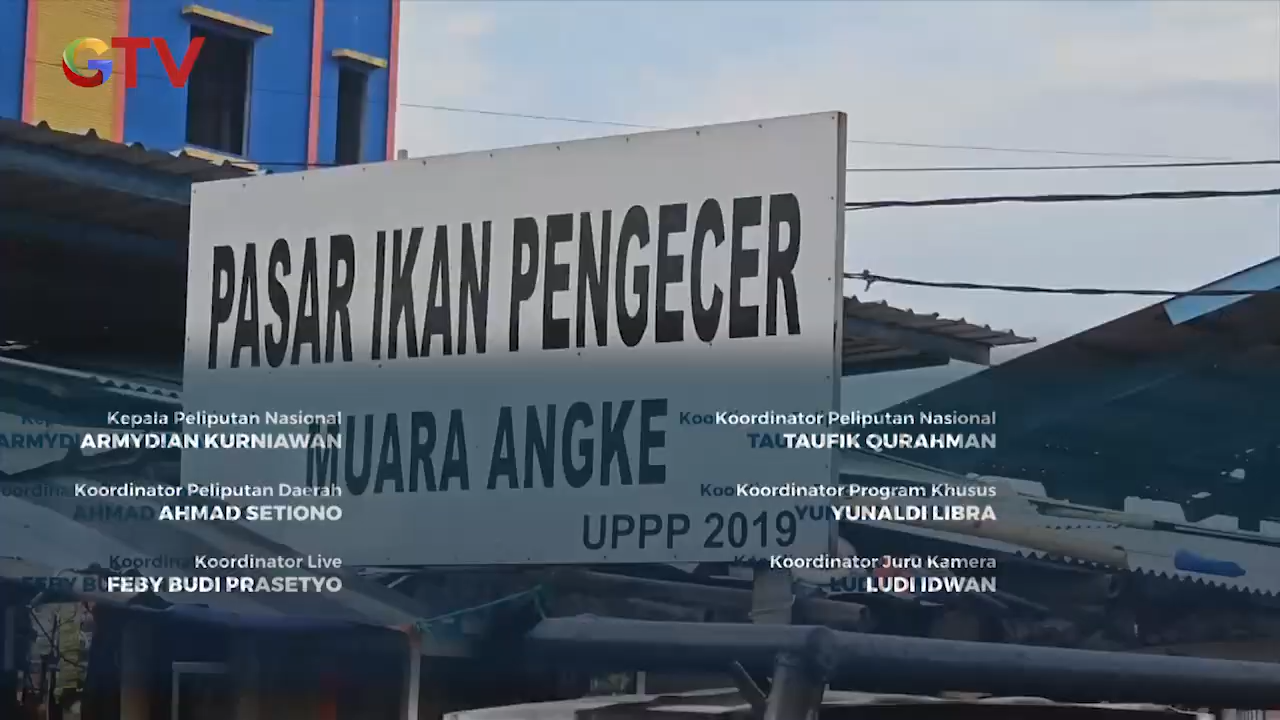 GTV
PASAR IKAN PENGECER
MUARA ANGKE
UPPP 2019
Kepala Peliputan Nasional
ARMYDIAN KURNIAWAN
Koordinator Peliputan Daerah
AHMAD SETIONO
Koordinator Live
FEBY BUDI PRASETYO
Koordinator Peliputan Nasional
TAUFIK QURAHMAN
Koordinator Program Khusus
YUNALDI LIBRA
Koordinator Juru Kamera
LUDI IDWAN